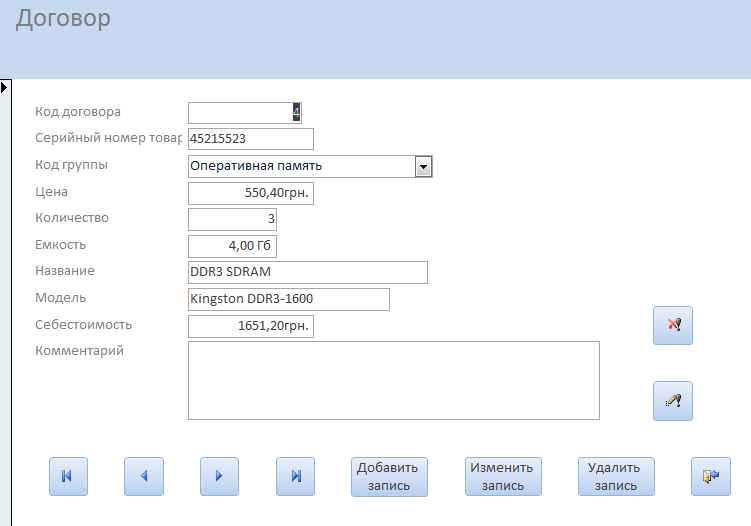 Договор
Код договора 4
Серийный номер товар 45215523
Код группы Оперативная память
Цена 550,40грн.
Количество 3
Емкость 4,00 Гб
Название DDR3 SDRAM
Модель Kingston DDR3-1600
Себестоимость 1651,20грн.
Комментарий
Добавить запись
Изменить запись
Удалить запись